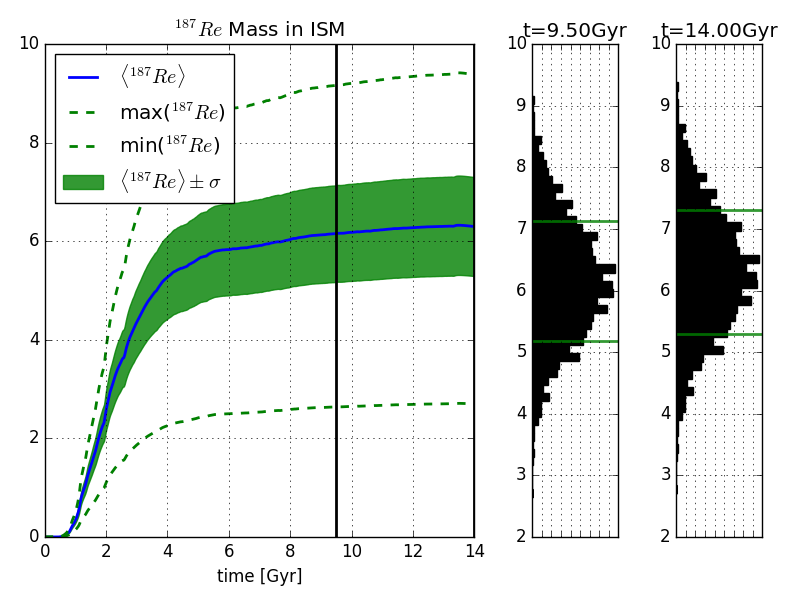 ¹⁸⁷Re Mass in ISM
⟨¹⁸⁷Re⟩
max(¹⁸⁷Re)
min(¹⁸⁷Re)
⟨¹⁸⁷Re⟩ ± σ
10
8
6
4
2
0
0 2 4 6 8 10 12 14
time [Gyr]
t=9.50Gyr
10
9
8
7
6
5
4
3
2
t=14.00Gyr
10
9
8
7
6
5
4
3
2